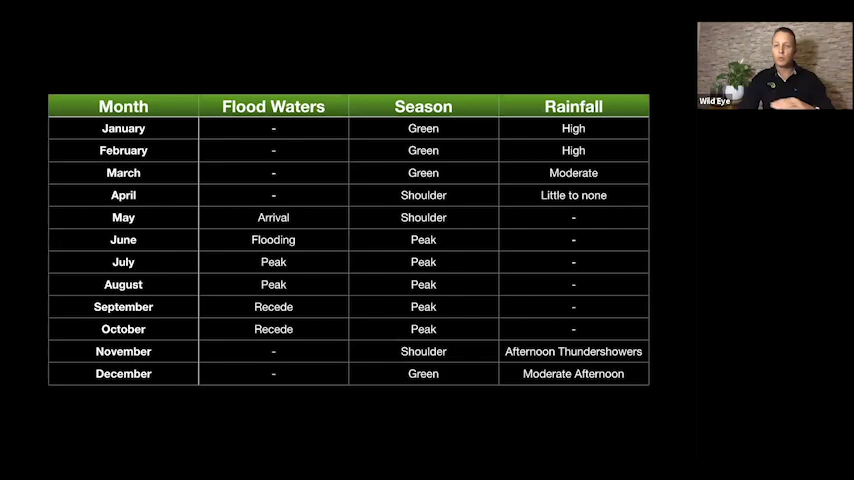 Month Flood Waters Season Rainfall
January - Green High
February - Green High
March - Green Moderate
April - Shoulder Little to none
May Arrival Shoulder -
June Flooding Peak -
July Peak Peak -
August Peak Peak -
September Recede Peak -
October Recede Peak -
November - Shoulder Afternoon Thundershowers
December - Green Moderate Afternoon
Wild Eye